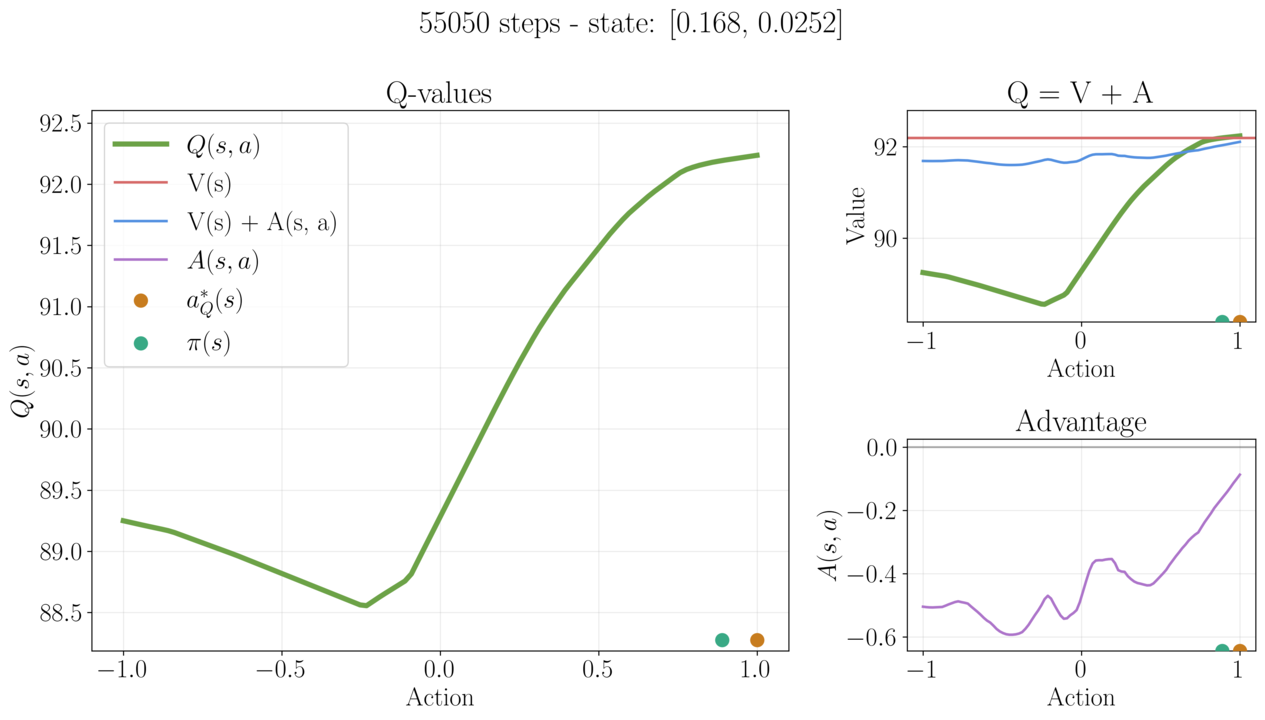 55050 steps - state: [0.168, 0.0252]
Q-values
92.5
92.0
91.5
91.0
90.5
90.0
89.5
89.0
88.5
Q(s, a)
−1.0
−0.5
0.0
0.5
1.0
Action
Q(s, a)
V(s)
V(s) + A(s, a)
A(s, a)
a*_Q(s)
π(s)
Q = V + A
92
90
Value
−1
0
1
Action
Advantage
0.0
−0.2
−0.4
−0.6
A(s, a)
−1
0
1
Action